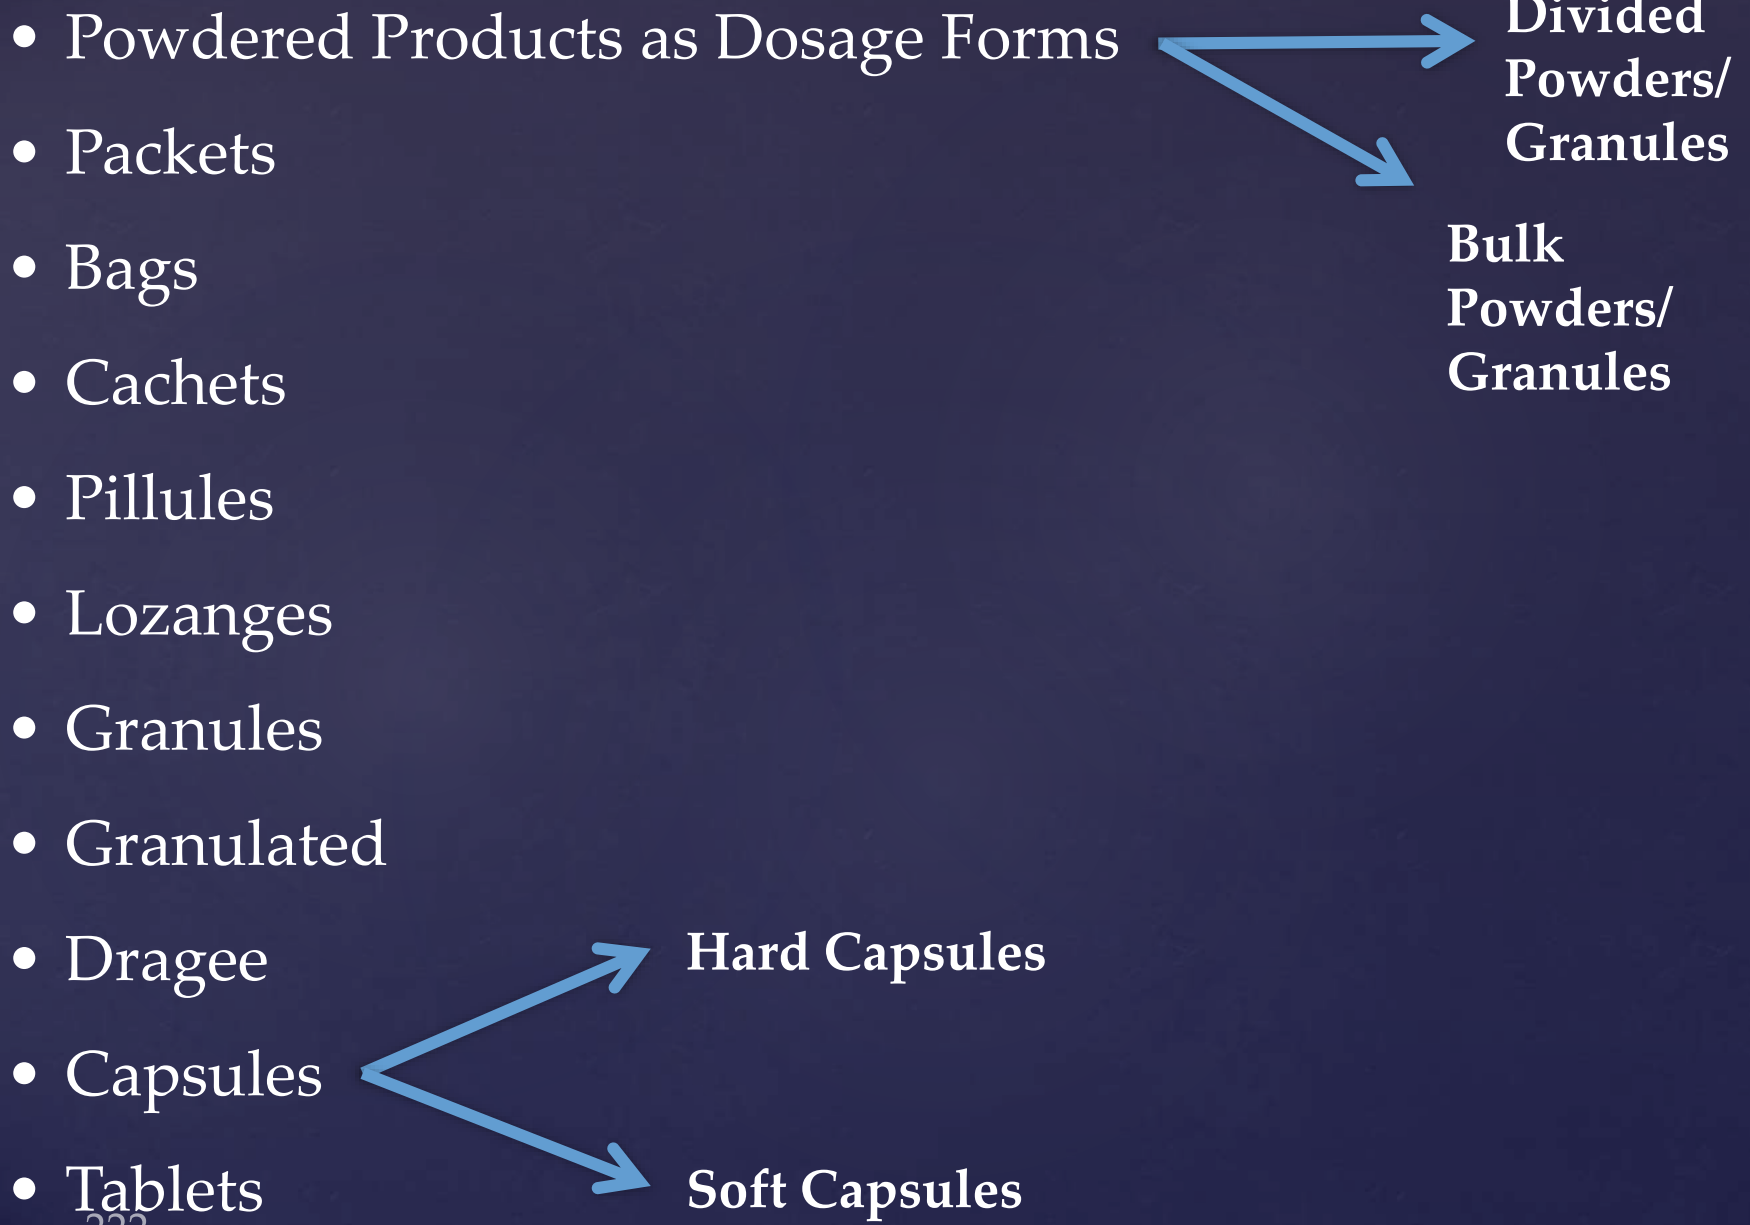 • Powdered Products as Dosage Forms
Divided
Powders/
Granules
• Packets
• Bags
Bulk
Powders/
Granules
• Cachets
• Pillules
• Lozanges
• Granules
• Granulated
• Dragee
Hard Capsules
• Capsules
• Tablets
Soft Capsules